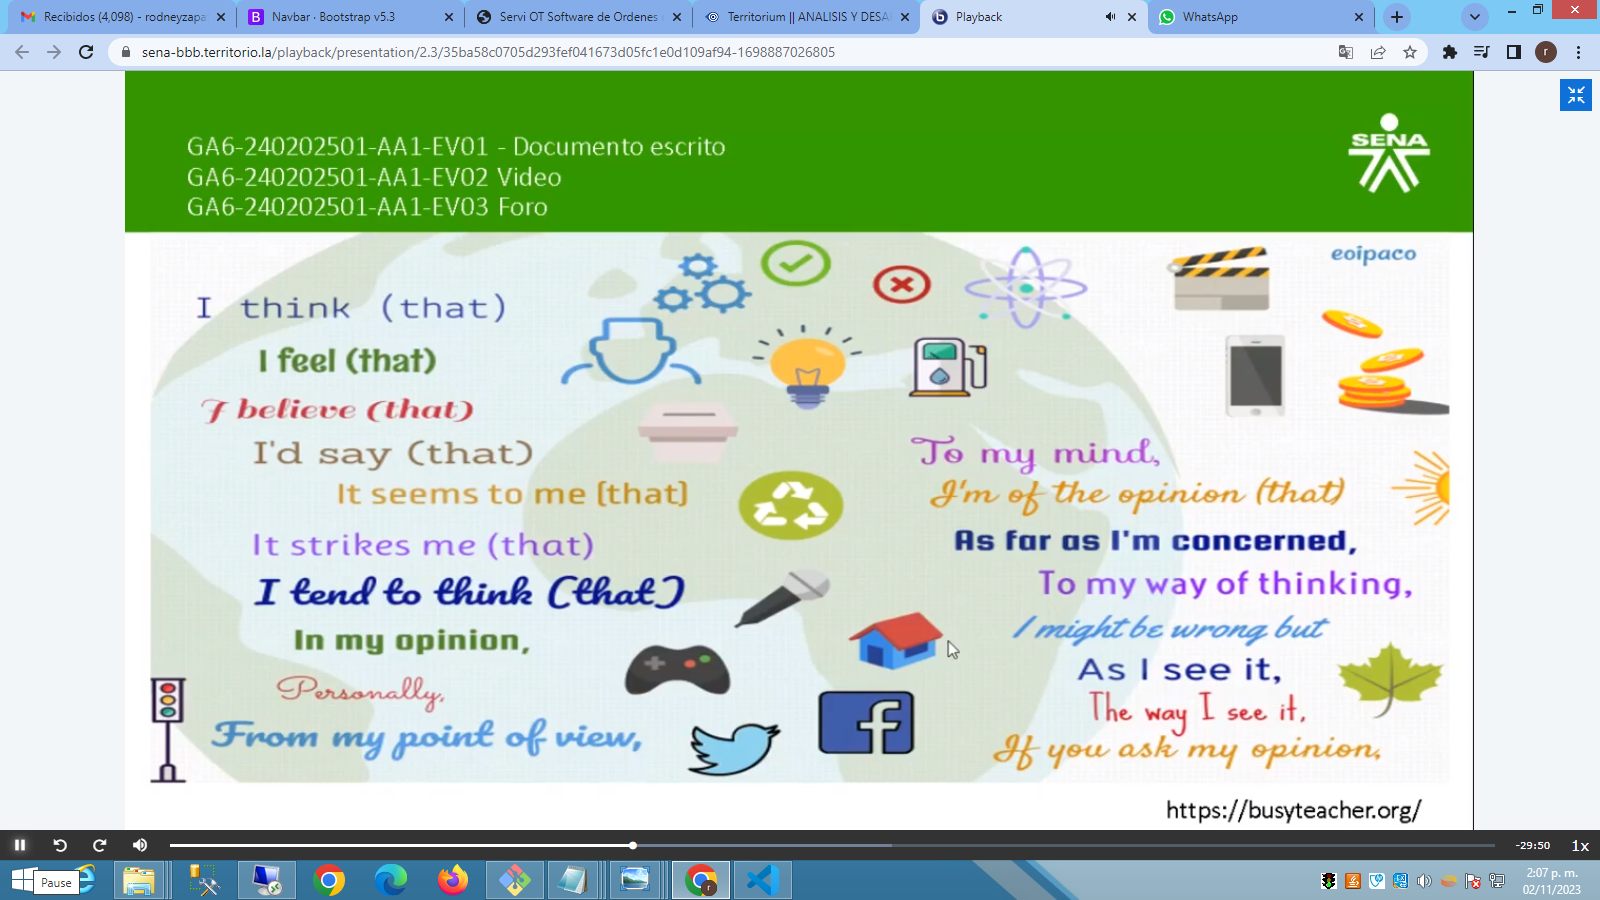 Recibidos (4,098) - rodneyzapa
Navbar · Bootstrap v5.3
Servi OT Software de Ordenes
Territorium || ANALISIS Y DESA
Playback
WhatsApp
sena-bbb.territorio.la/playback/presentation/2.3/35ba58c0705d293fef041673d05fc1e0d109af94-1698887026805
r
GA6-240202501-AA1-EV01 - Documento escrito
GA6-240202501-AA1-EV02 Video
GA6-240202501-AA1-EV03 Foro
SENA
eoipaco
I think (that)
I feel (that)
I believe (that)
I'd say (that)
It seems to me (that)
It strikes me (that)
I tend to think (that)
In my opinion,
Personally,
From my point of view,
To my mind,
I'm of the opinion (that)
As far as I'm concerned,
To my way of thinking,
I might be wrong but
As I see it,
The way I see it,
If you ask my opinion,
https://busyteacher.org/
-29:50
1x
Pause
2:07 p. m.
02/11/2023